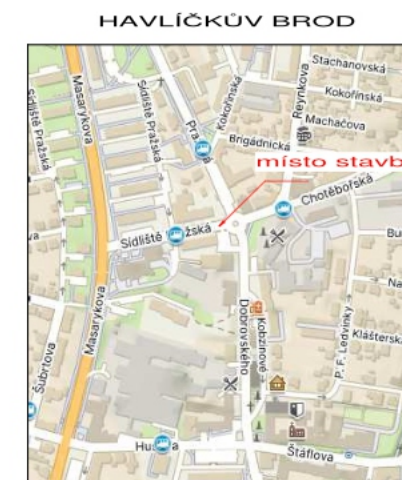 HAVLÍČKŮV BROD
Stachanovská
Kokořínská
Reynkova
Machačova
Masarykova
Sídliště Pražská
Sídliště Pražská
Kokořínská
Brigádnická
místo stavb
Chotěbořská
Sídliště
žská
Dobrovského
Kobzinové
P. F. Ledvinky
Klášterská
Masarykova
Šubrtova
Štáflova